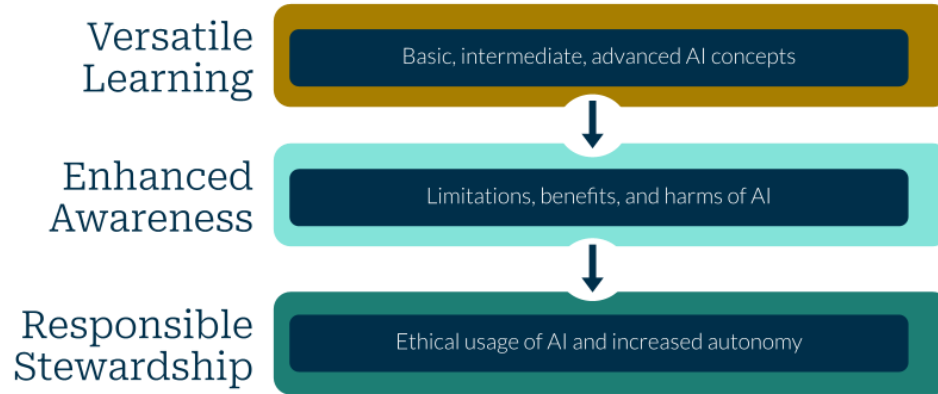 Versatile
Learning
Basic, intermediate, advanced AI concepts
Enhanced
Awareness
Limitations, benefits, and harms of AI
Responsible
Stewardship
Ethical usage of AI and increased autonomy